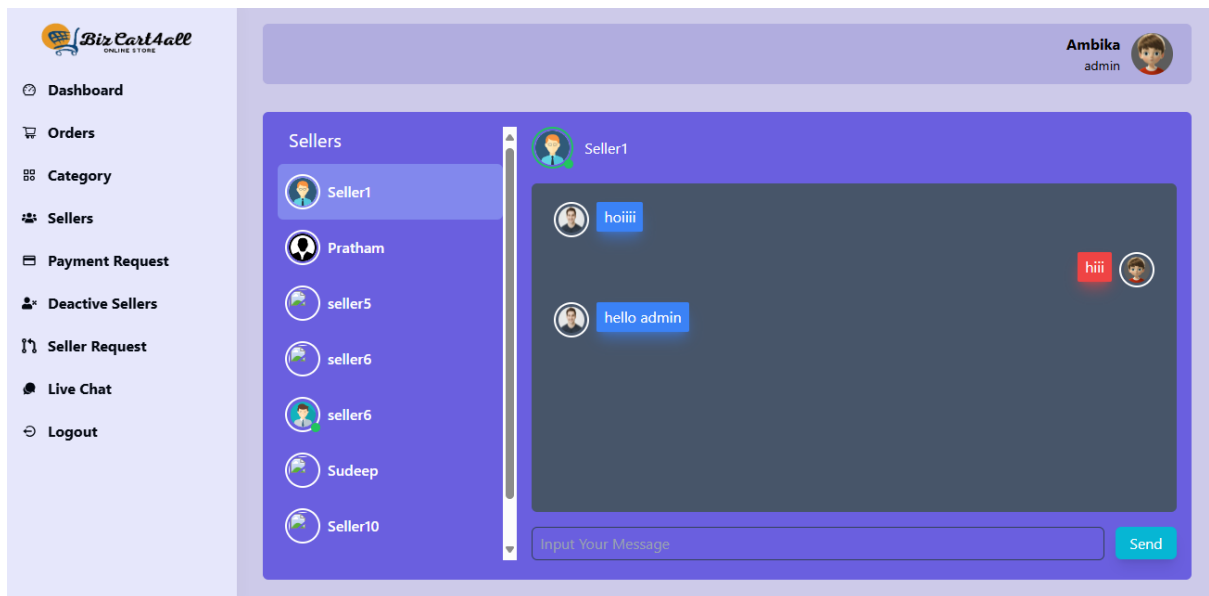 Biz Cart4all
ONLINE STORE
Dashboard
Orders
Category
Sellers
Payment Request
Deactive Sellers
Seller Request
Live Chat
Logout
Ambika
admin
Sellers
Seller1
Pratham
seller5
seller6
seller6
Sudeep
Seller10
Seller1
hoiiii
hiii
hello admin
Input Your Message
Send